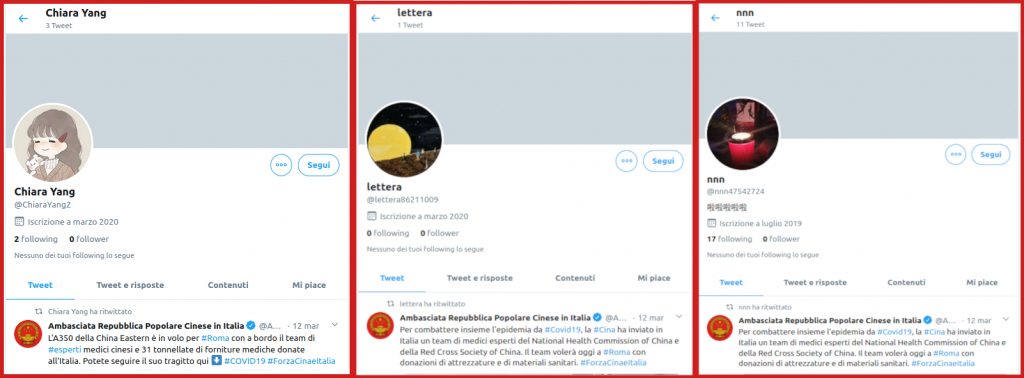 Chiara Yang
3 Tweet
Segui
Chiara Yang
@ChiaraYang2
Iscrizione a marzo 2020
2 following 0 follower
Nessuno dei tuoi following lo segue
Tweet Tweet e risposte Contenuti Mi piace
Chiara Yang ha ritwittato
Ambasciata Repubblica Popolare Cinese in Italia @A... · 12 mar
L'A350 della China Eastern è in volo per #Roma con a bordo il team di
#esperti medici cinesi e 31 tonnellate di forniture mediche donate
all'Italia. Potete seguire il suo tragitto qui ⬇️ #COVID19 #ForzaCinaeItalia
lettera
1 Tweet
Segui
lettera
@lettera86211009
Iscrizione a marzo 2020
0 following 0 follower
Nessuno dei tuoi following lo segue
Tweet Tweet e risposte Contenuti Mi piace
lettera ha ritwittato
Ambasciata Repubblica Popolare Cinese in Italia @A... · 12 mar
Per combattere insieme l'epidemia da #Covid19, la #Cina ha inviato in
Italia un team di medici esperti del National Health Commission of China e
della Red Cross Society of China. Il team volerà oggi a #Roma con
donazioni di attrezzature e di materiali sanitari. #ForzaCinaeItalia
nnn
11 Tweet
Segui
nnn
@nnn47542724
啦啦啦啦啦
Iscrizione a luglio 2019
17 following 0 follower
Nessuno dei tuoi following lo segue
Tweet Tweet e risposte Contenuti Mi piace
nnn ha ritwittato
Ambasciata Repubblica Popolare Cinese in Italia @A... · 12 mar
Per combattere insieme l'epidemia da #Covid19, la #Cina ha inviato in
Italia un team di medici esperti del National Health Commission of China e
della Red Cross Society of China. Il team volerà oggi a #Roma con
donazioni di attrezzature e di materiali sanitari. #ForzaCinaeItalia